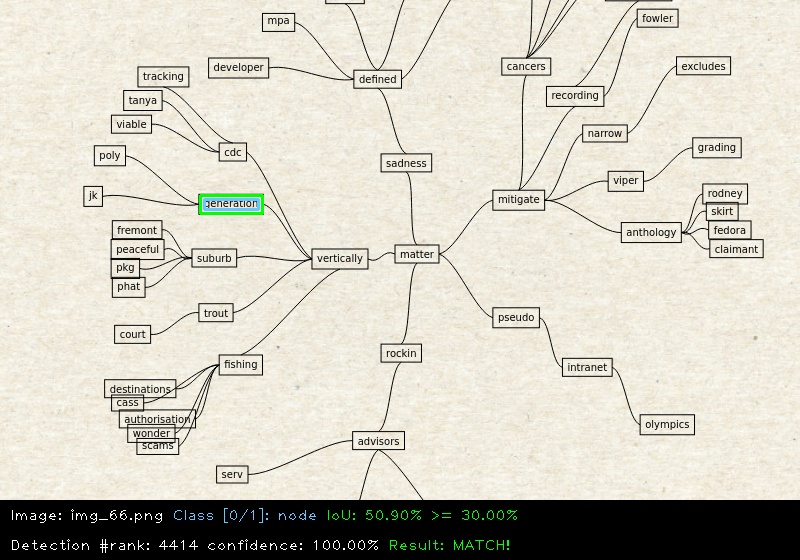 mpa
fowler
developer
defined
cancers
excludes
tracking
recording
tanya
viable
narrow
cdc
poly
sadness
grading
viper
jk
generation
mitigate
rodney
skirt
fremont
anthology
fedora
peaceful
claimant
suburb
vertically
matter
pkg
phat
trout
pseudo
court
rockin
fishing
intranet
destinations
cass
authorisation
olympics
wonder
scams
advisors
serv
Image: img_66.png Class [0/1]: node IoU: 50.90% >= 30.00%
Detection #rank: 4414 confidence: 100.00% Result: MATCH!